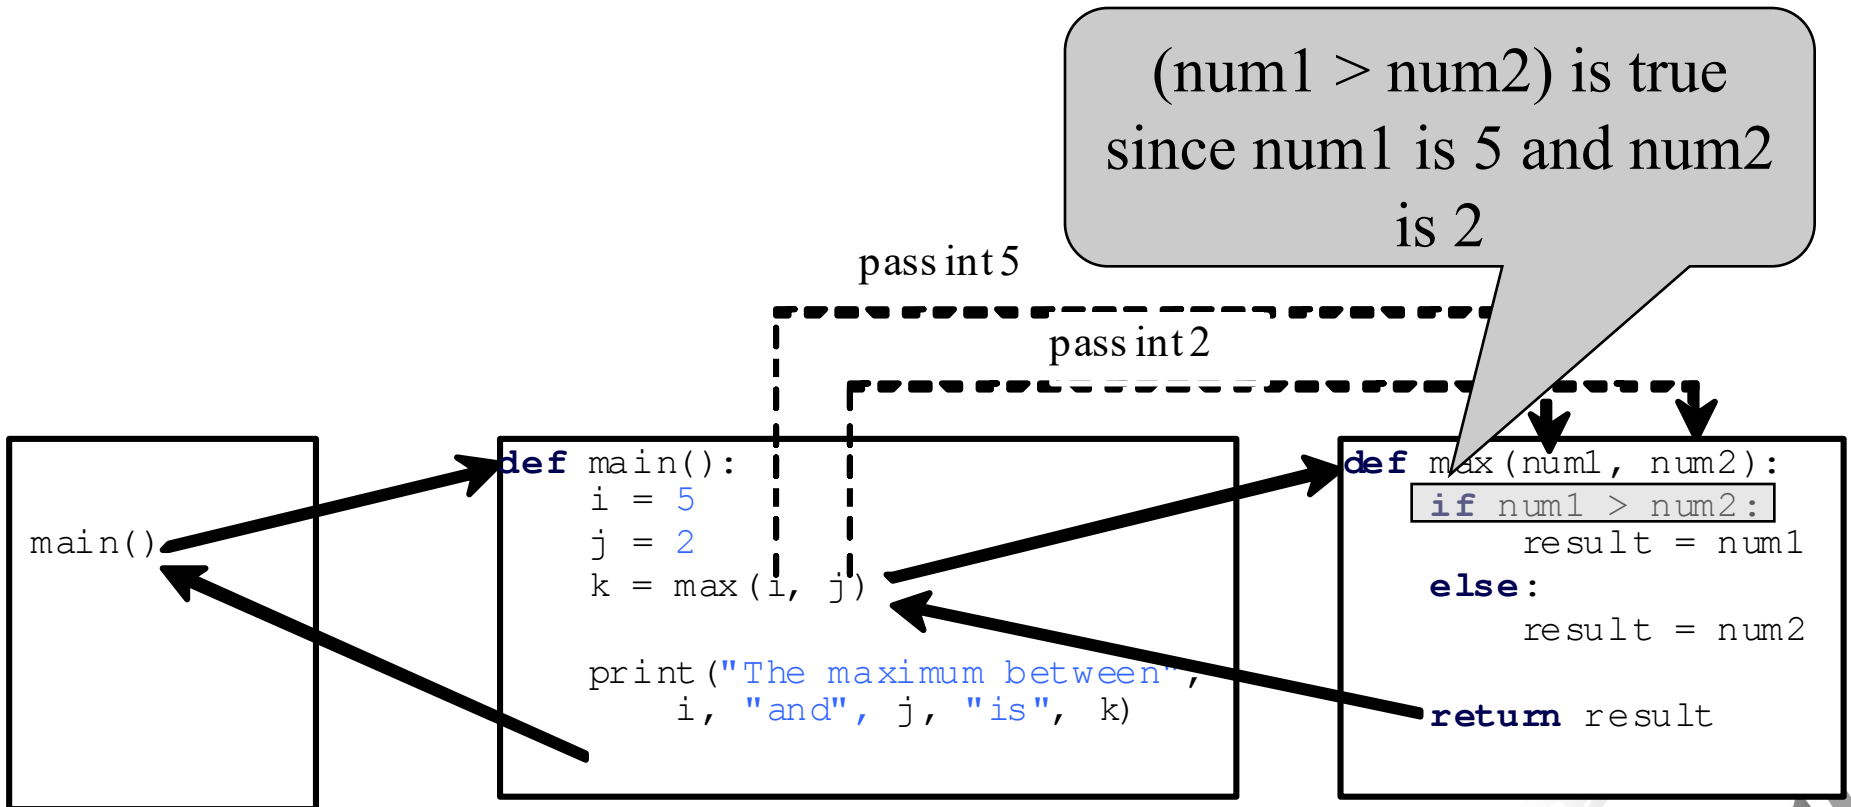 (num1 > num2) is true
since num1 is 5 and num2
is 2
pass int 5
pass int 2
main()
def main():
    i = 5
    j = 2
    k = max(i, j)
    print("The maximum between",
        i, "and", j, "is", k)
def max(num1, num2):
    if num1 > num2:
        result = num1
    else:
        result = num2
    return result